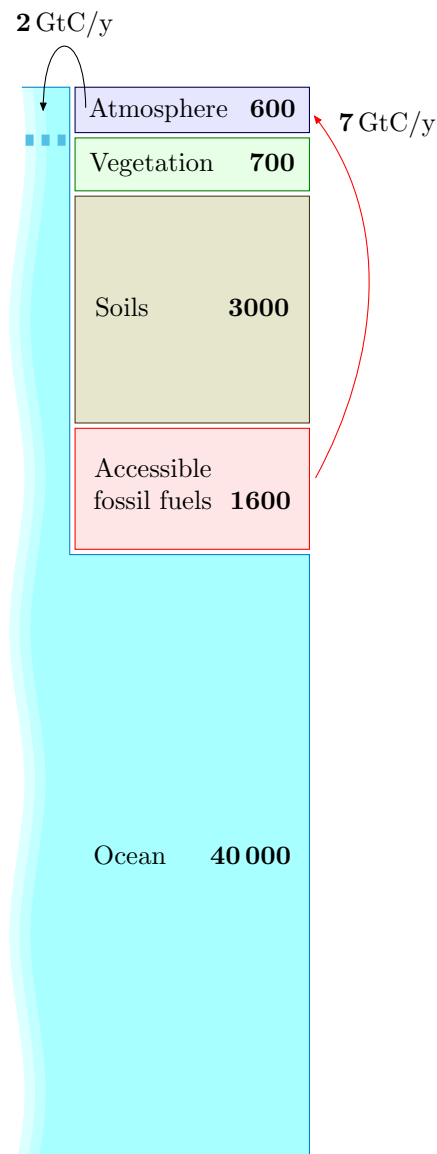 2 GtC/y
Atmosphere 600
7 GtC/y
Vegetation 700
Soils 3000
Accessible
fossil fuels 1600
Ocean 40 000